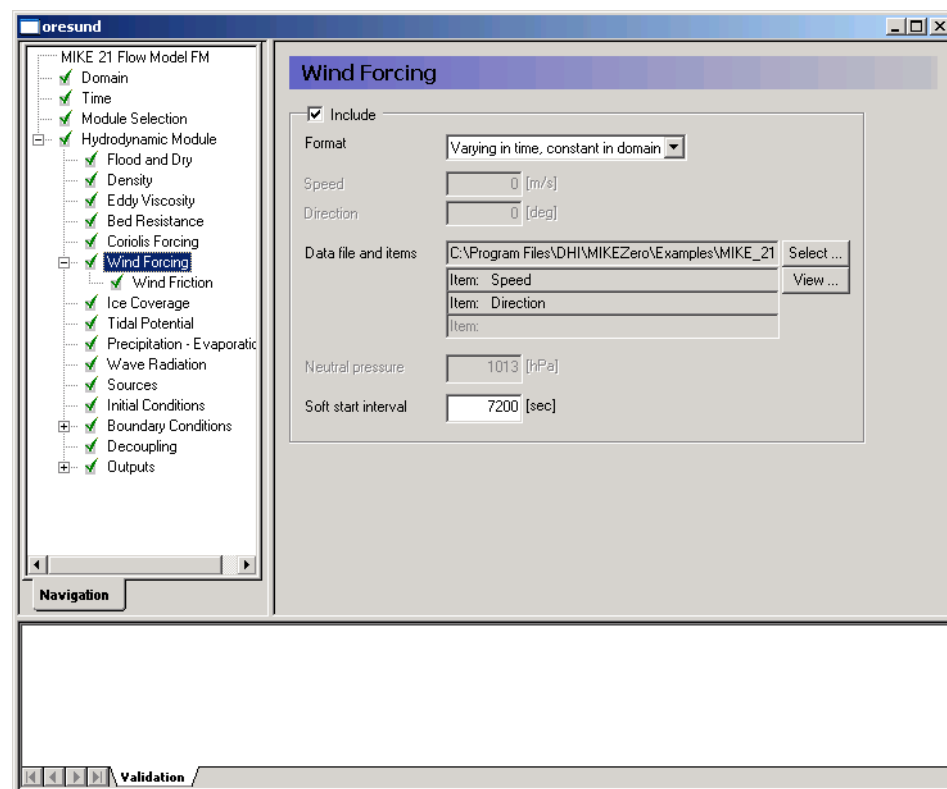 oresund
MIKE 21 Flow Model FM
Domain
Time
Module Selection
Hydrodynamic Module
Flood and Dry
Density
Eddy Viscosity
Bed Resistance
Coriolis Forcing
Wind Forcing
Wind Friction
Ice Coverage
Tidal Potential
Precipitation - Evaporatic
Wave Radiation
Sources
Initial Conditions
Boundary Conditions
Decoupling
Outputs
Navigation
Wind Forcing
Include
Format Varying in time, constant in domain
Speed 0 [m/s]
Direction 0 [deg]
Data file and items C:\Program Files\DHI\MIKEZero\Examples\MIKE_21 Select ...
Item: Speed View ...
Item: Direction
Item:
Neutral pressure 1013 [hPa]
Soft start interval 7200 [sec]
Validation